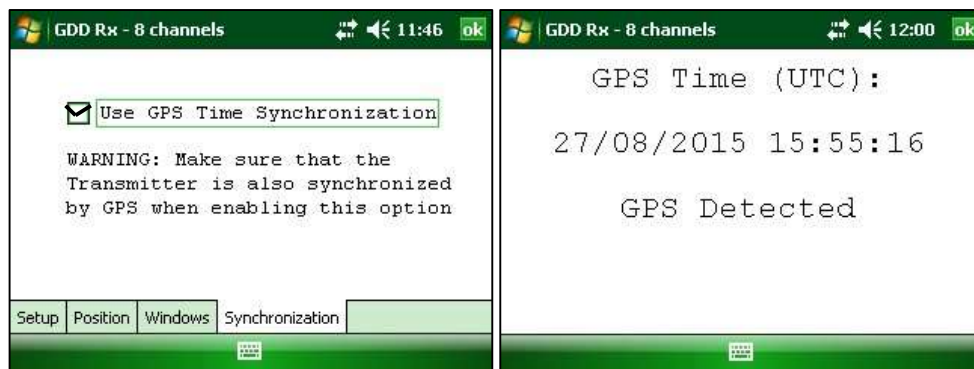 GDD Rx - 8 channels 11:46 ok
Use GPS Time Synchronization
WARNING: Make sure that the
Transmitter is also synchronized
by GPS when enabling this option
Setup Position Windows Synchronization
GDD Rx - 8 channels 12:00 ok
GPS Time (UTC):
27/08/2015 15:55:16
GPS Detected